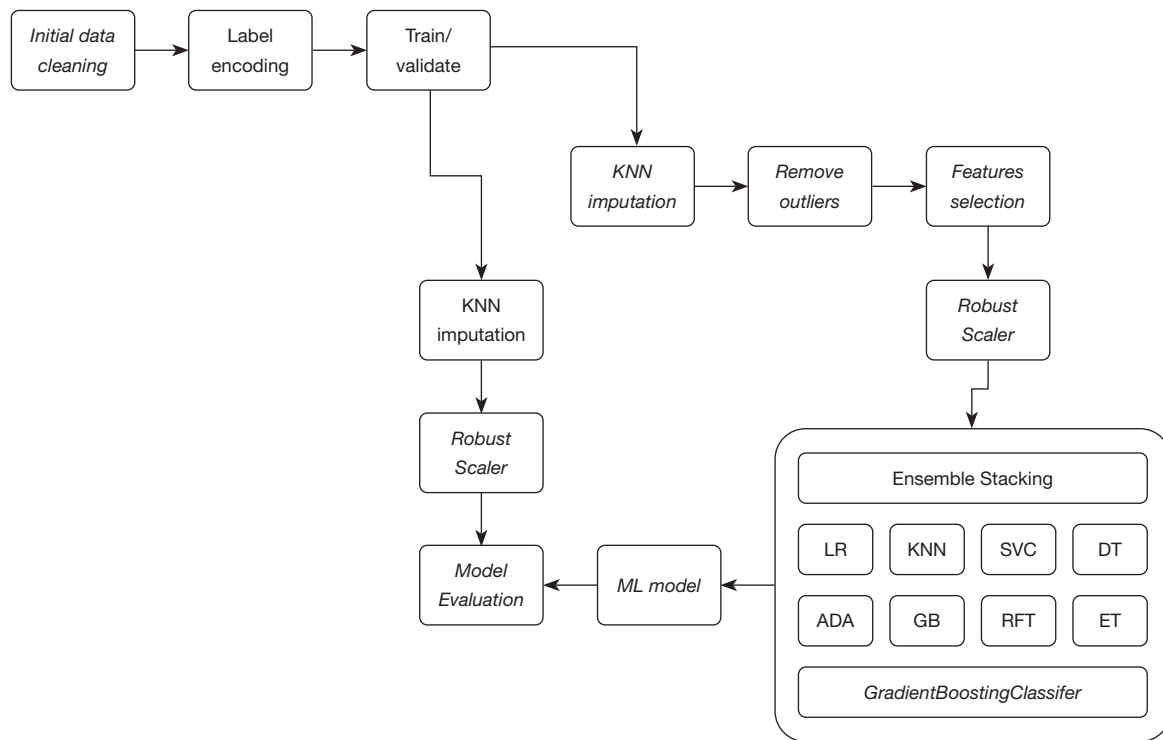 Initial data
cleaning
Label
encoding
Train/
validate
KNN
imputation
Remove
outliers
Features
selection
KNN
imputation
Robust
Scaler
Robust
Scaler
Ensemble Stacking
LR
KNN
SVC
DT
Model
Evaluation
ML model
ADA
GB
RFT
ET
GradientBoostingClassifer